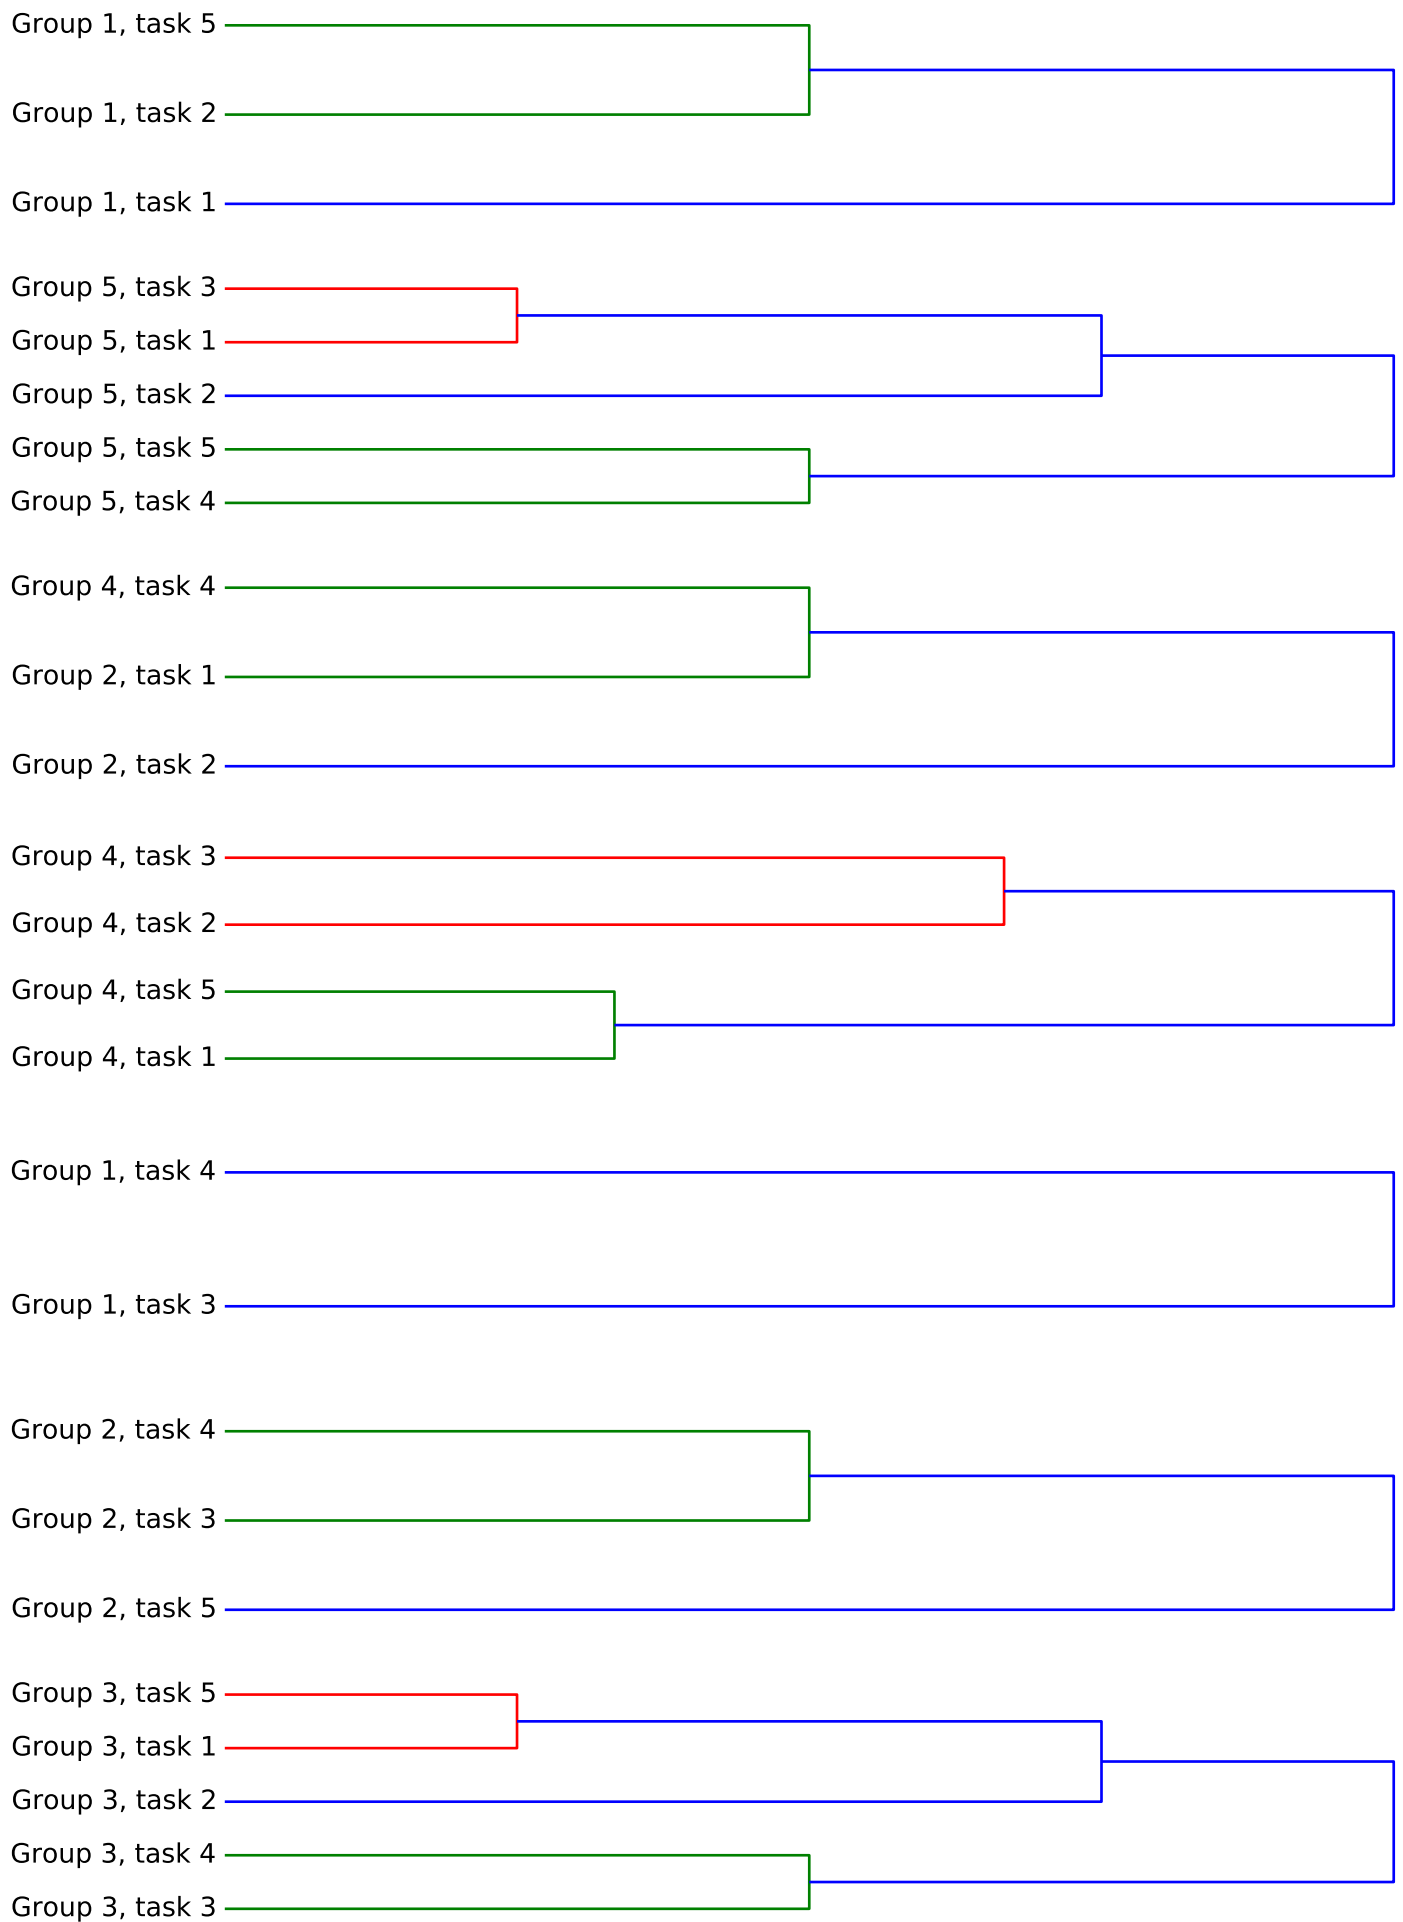 Group 1, task 5
Group 1, task 2
Group 1, task 1
Group 5, task 3
Group 5, task 1
Group 5, task 2
Group 5, task 5
Group 5, task 4
Group 4, task 4
Group 2, task 1
Group 2, task 2
Group 4, task 3
Group 4, task 2
Group 4, task 5
Group 4, task 1
Group 1, task 4
Group 1, task 3
Group 2, task 4
Group 2, task 3
Group 2, task 5
Group 3, task 5
Group 3, task 1
Group 3, task 2
Group 3, task 4
Group 3, task 3